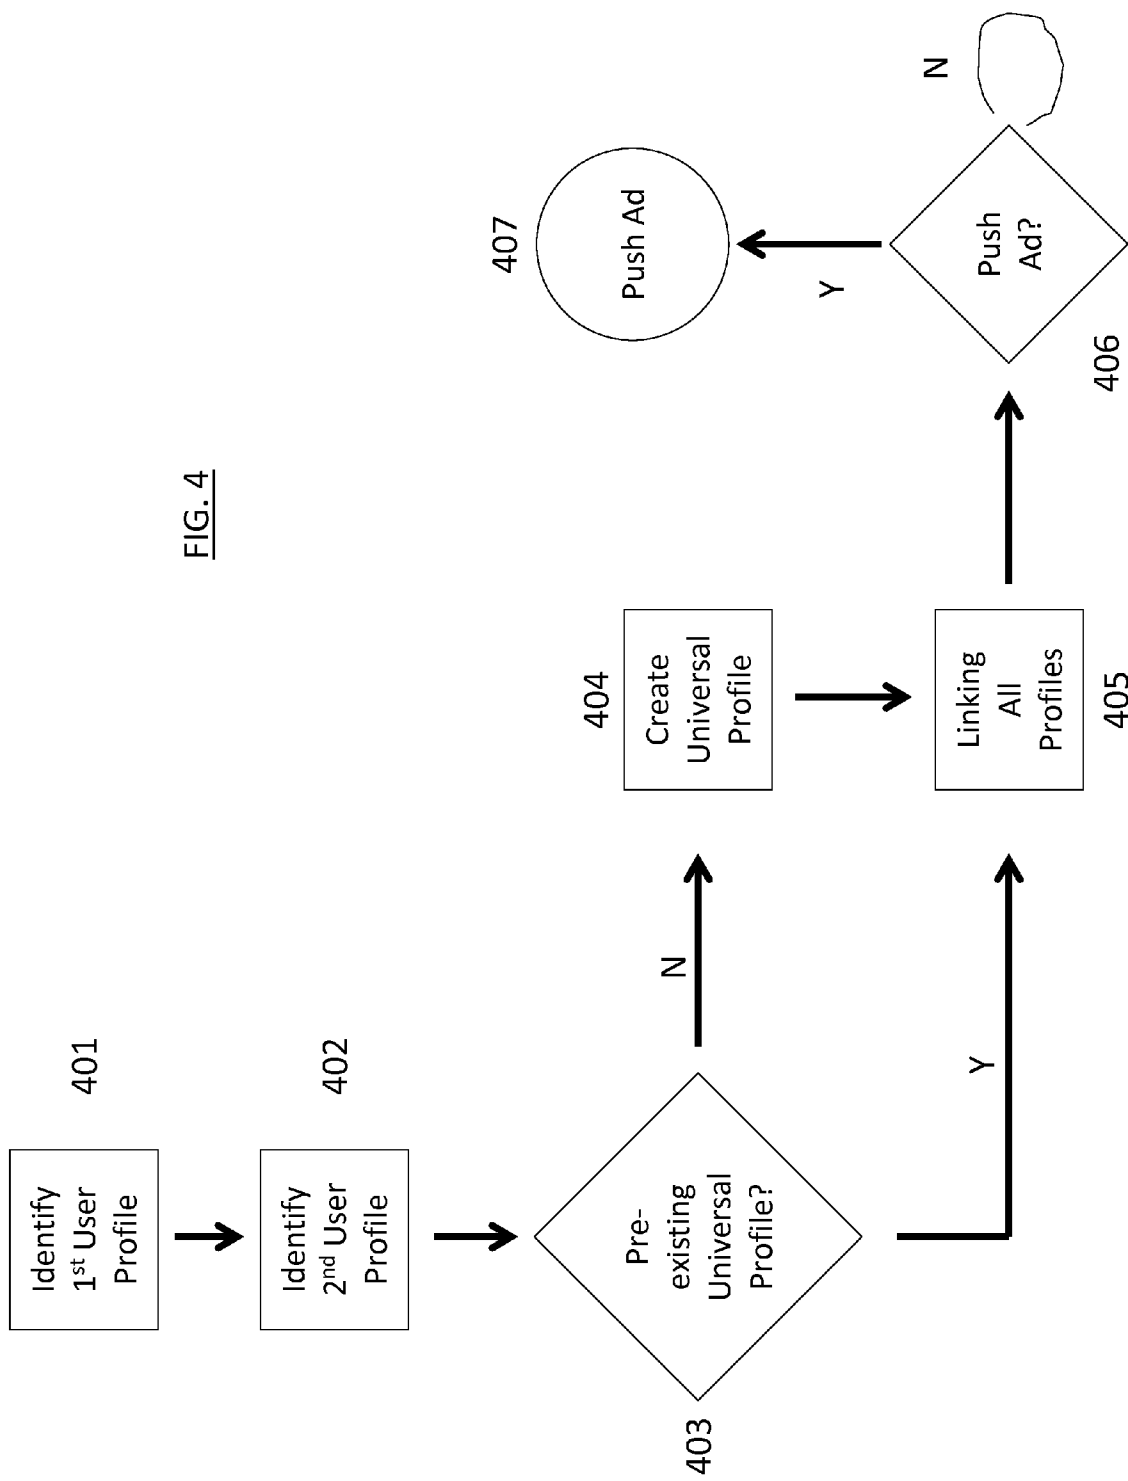 FIG. 4
401
Identify
1st User
Profile
402
Identify
2nd User
Profile
403
Pre-
existing
Universal
Profile?
N
Y
404
Create
Universal
Profile
405
Linking
All
Profiles
406
Push
Ad?
N
Y
407
Push Ad